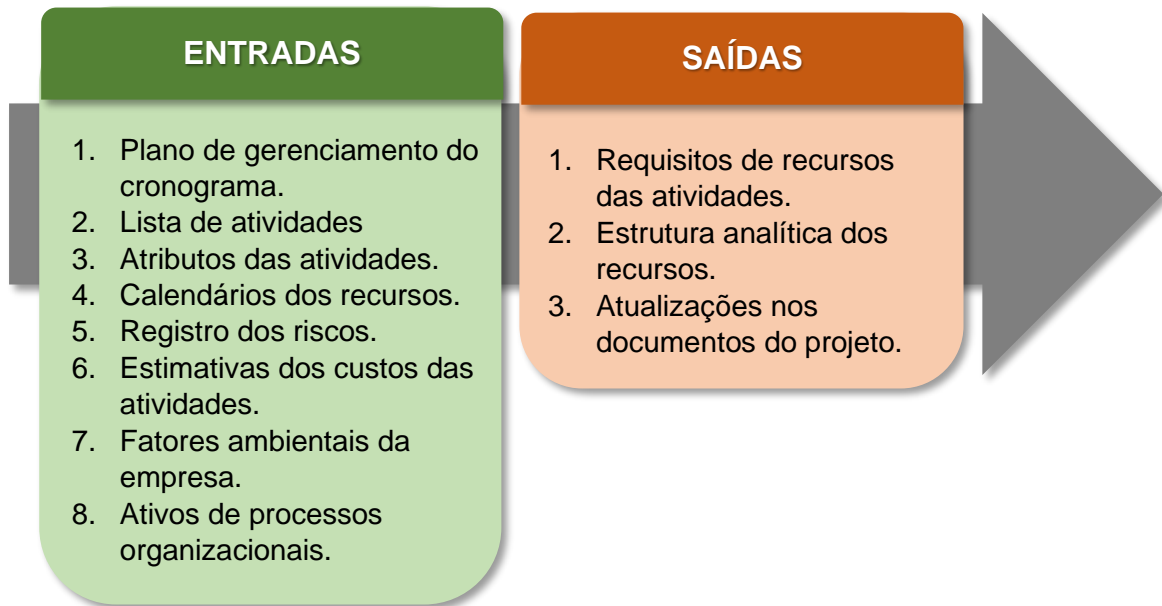 ENTRADAS
1. Plano de gerenciamento do
cronograma.
2. Lista de atividades
3. Atributos das atividades.
4. Calendários dos recursos.
5. Registro dos riscos.
6. Estimativas dos custos das
atividades.
7. Fatores ambientais da
empresa.
8. Ativos de processos
organizacionais.
SAÍDAS
1. Requisitos de recursos
das atividades.
2. Estrutura analítica dos
recursos.
3. Atualizações nos
documentos do projeto.